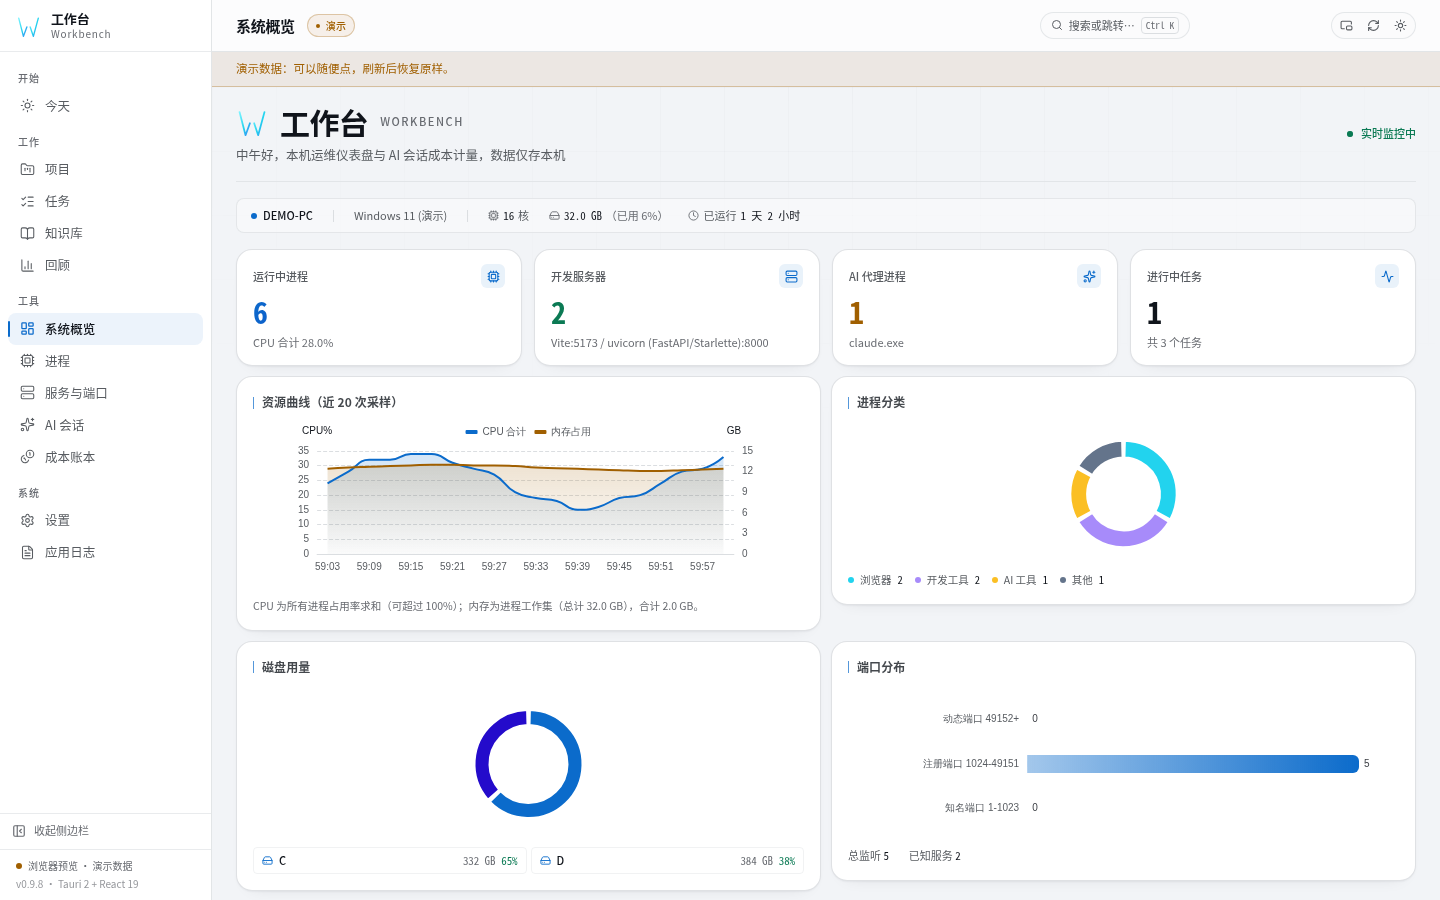 工作台
Workbench
开始
今天
工作
项目
任务
知识库
回顾
工具
系统概览
进程
服务与端口
AI 会话
成本账本
系统
设置
应用日志
收起侧边栏
浏览器预览 · 演示数据
v0.9.8 · Tauri 2 + React 19
系统概览
演示
搜索或跳转… Ctrl K
演示数据：可以随便点，刷新后恢复原样。
工作台 WORKBENCH
中午好，本机运维仪表盘与 AI 会话成本计量，数据仅存本机
实时监控中
DEMO-PC Windows 11 (演示) 16 核 32.0 GB （已用 6%） 已运行 1 天 2 小时
运行中进程
6
CPU 合计 28.0%
开发服务器
2
Vite:5173 / uvicorn (FastAPI/Starlette):8000
AI 代理进程
1
claude.exe
进行中任务
1
共 3 个任务
资源曲线（近 20 次采样）
CPU% CPU 合计 内存占用 GB
35 15
30 12
25 9
20 6
15 3
10 0
5
0
59:03 59:09 59:15 59:21 59:27 59:33 59:39 59:45 59:51 59:57
CPU 为所有进程占用率求和（可超过 100%）；内存为进程工作集（总计 32.0 GB），合计 2.0 GB。
进程分类
浏览器 2 开发工具 2 AI 工具 1 其他 1
磁盘用量
C 332 GB 65%
D 384 GB 38%
端口分布
动态端口 49152+ 0
注册端口 1024-49151 5
知名端口 1-1023 0
总监听 5 已知服务 2